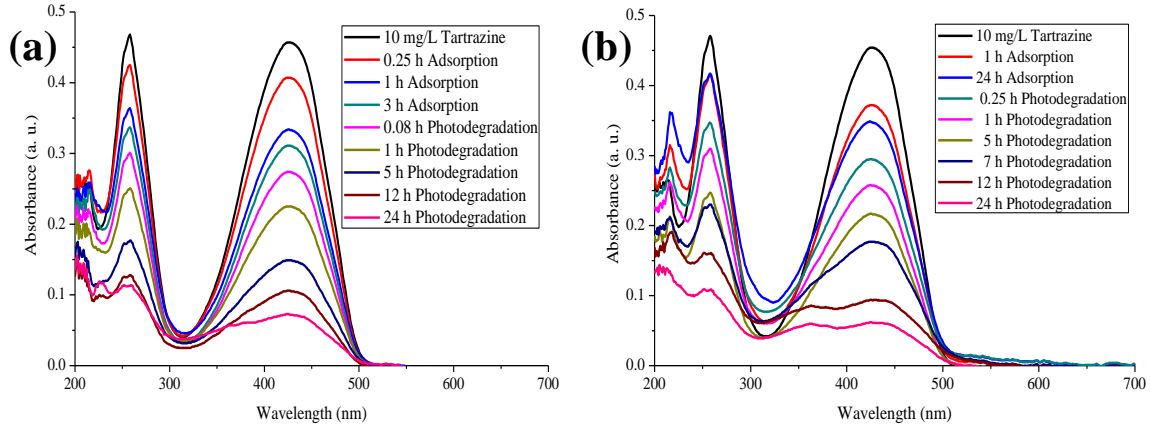 (a)
Absorbance (a. u.)
0.5
0.4
0.3
0.2
0.1
0.0
10 mg/L Tartrazine
0.25 h Adsorption
1 h Adsorption
3 h Adsorption
0.08 h Photodegradation
1 h Photodegradation
5 h Photodegradation
12 h Photodegradation
24 h Photodegradation
200 300 400 500 600 700
Wavelength (nm)
(b)
Absorbance (a. u.)
0.5
0.4
0.3
0.2
0.1
0.0
10 mg/L Tartrazine
1 h Adsorption
24 h Adsorption
0.25 h Photodegradation
1 h Photodegradation
5 h Photodegradation
7 h Photodegradation
12 h Photodegradation
24 h Photodegradation
200 300 400 500 600 700
Wavelength (nm)